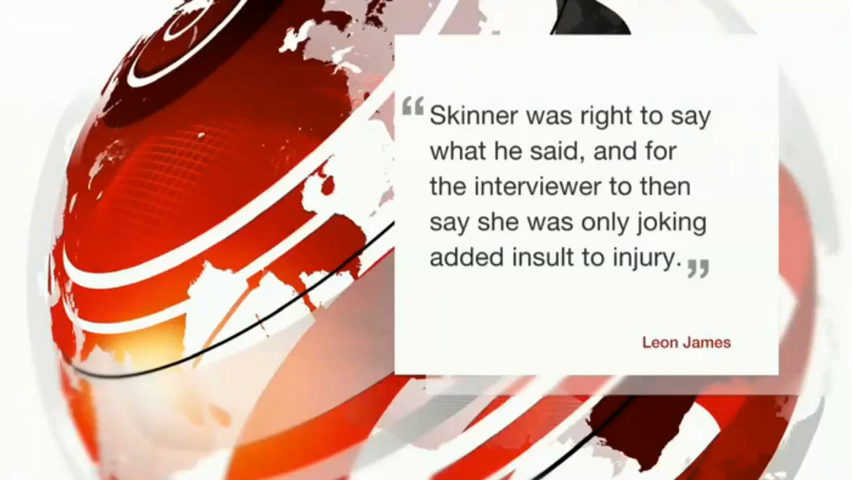 “Skinner was right to say
what he said, and for
the interviewer to then
say she was only joking
added insult to injury.”
Leon James